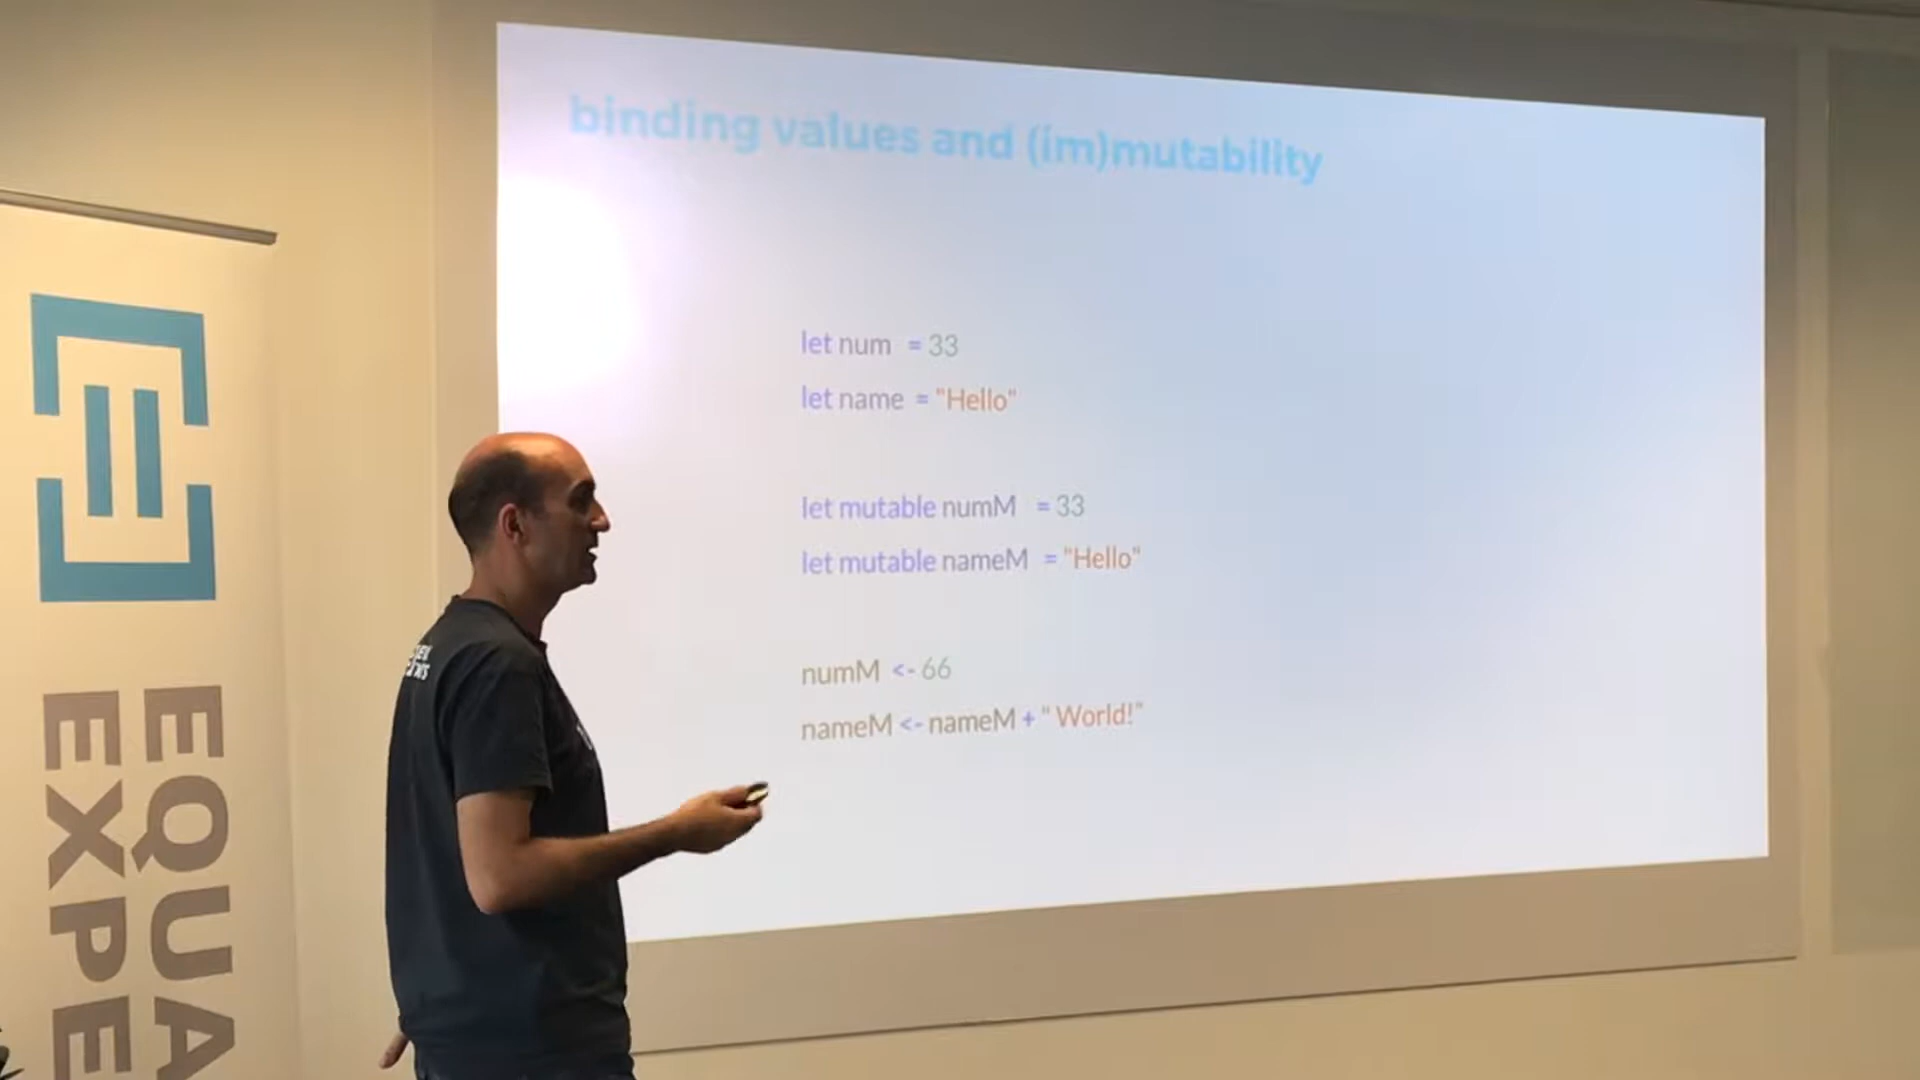 binding values and (im)mutability
let num = 33
let name = "Hello"
let mutable numM = 33
let mutable nameM = "Hello"
numM <- 66
nameM <- nameM + " World!"
EQUA
EXPE